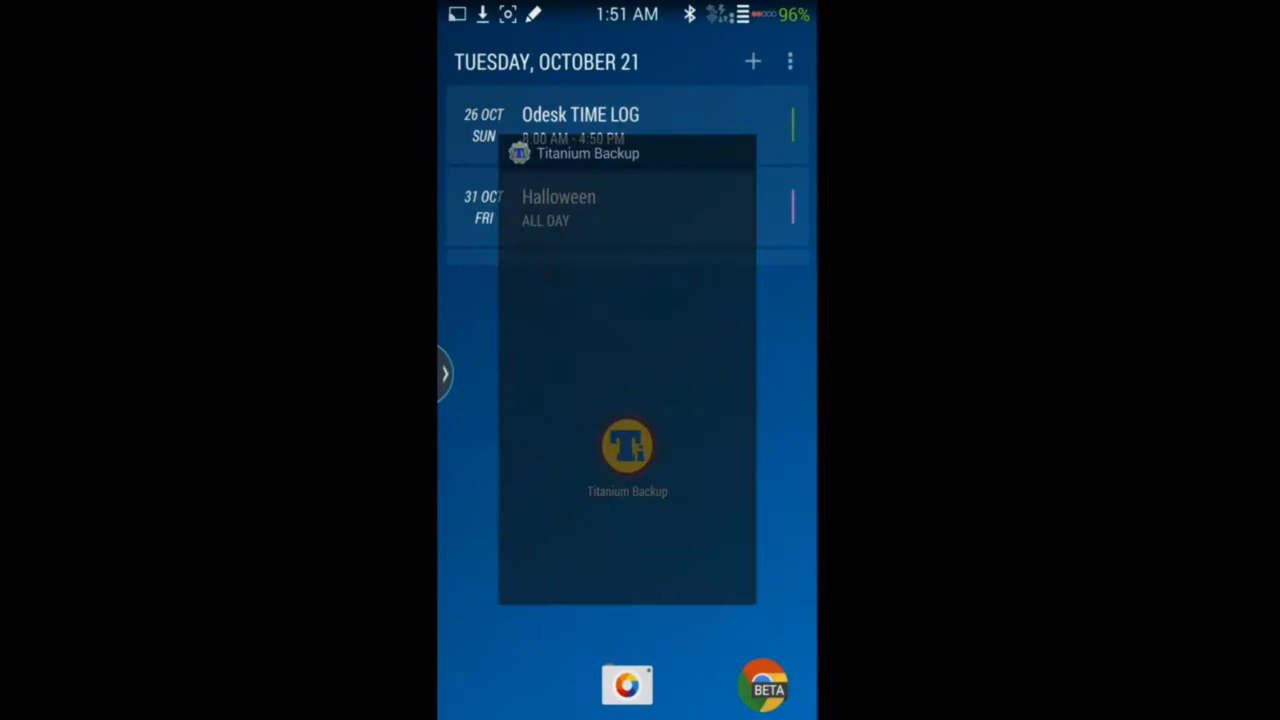 1:51 AM
96%
TUESDAY, OCTOBER 21
26 OCT
SUN
Odesk TIME LOG
8:00 AM - 4:50 PM
Titanium Backup
31 OCT
FRI
Halloween
ALL DAY
Ti
Titanium Backup
BETA